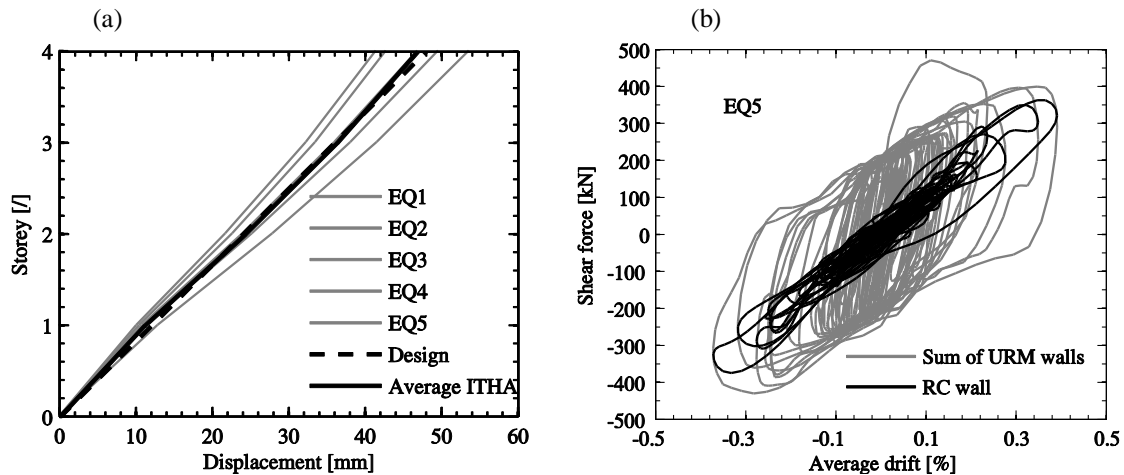 (a)
4
3
2
1
0
Storey [/]
0 10 20 30 40 50 60
Displacement [mm]
EQ1
EQ2
EQ3
EQ4
EQ5
Design
Average ITHA
(b)
500
400
300
200
100
0
-100
-200
-300
-400
-500
Shear force [kN]
-0.5 -0.3 -0.1 0.1 0.3 0.5
Average drift [%]
EQ5
Sum of URM walls
RC wall